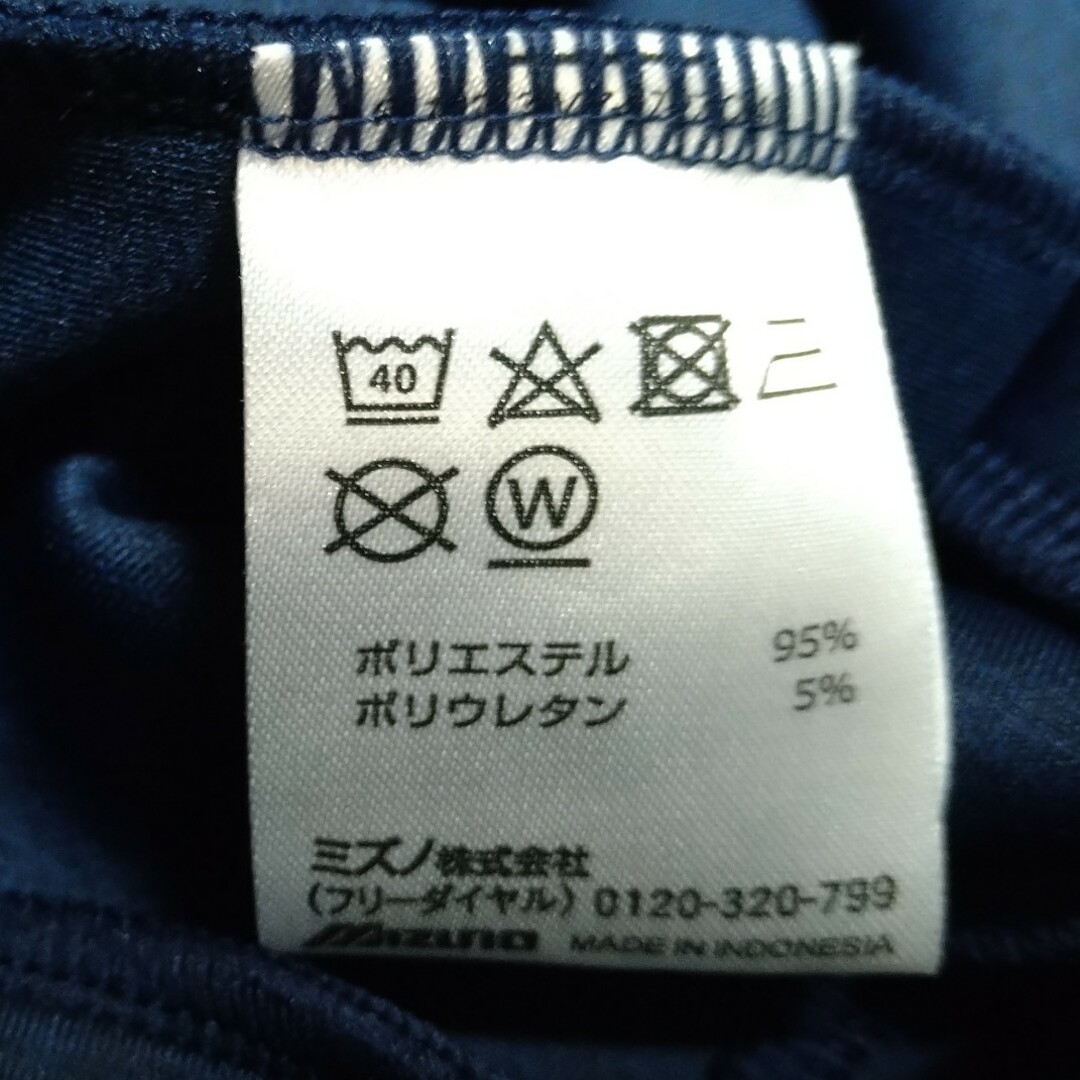 40
W
ポリエステル 95%
ポリウレタン 5%
ミズノ株式会社
(フリーダイヤル) 0120-320-799
MIZUNO MADE IN INDONESIA